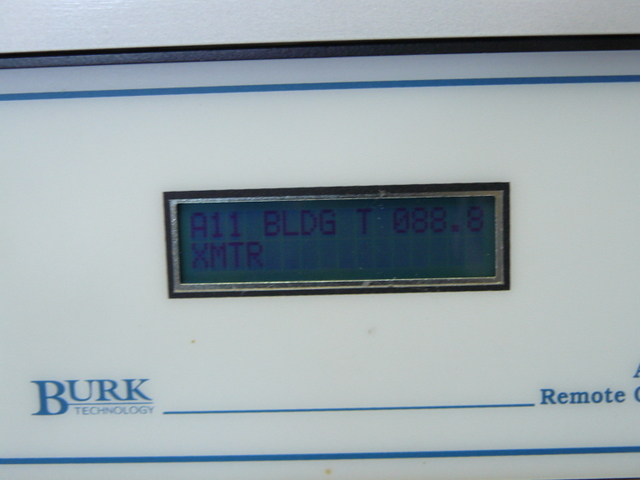 A11 BLDG T 088.8
XMTR
BURK
TECHNOLOGY
Remote